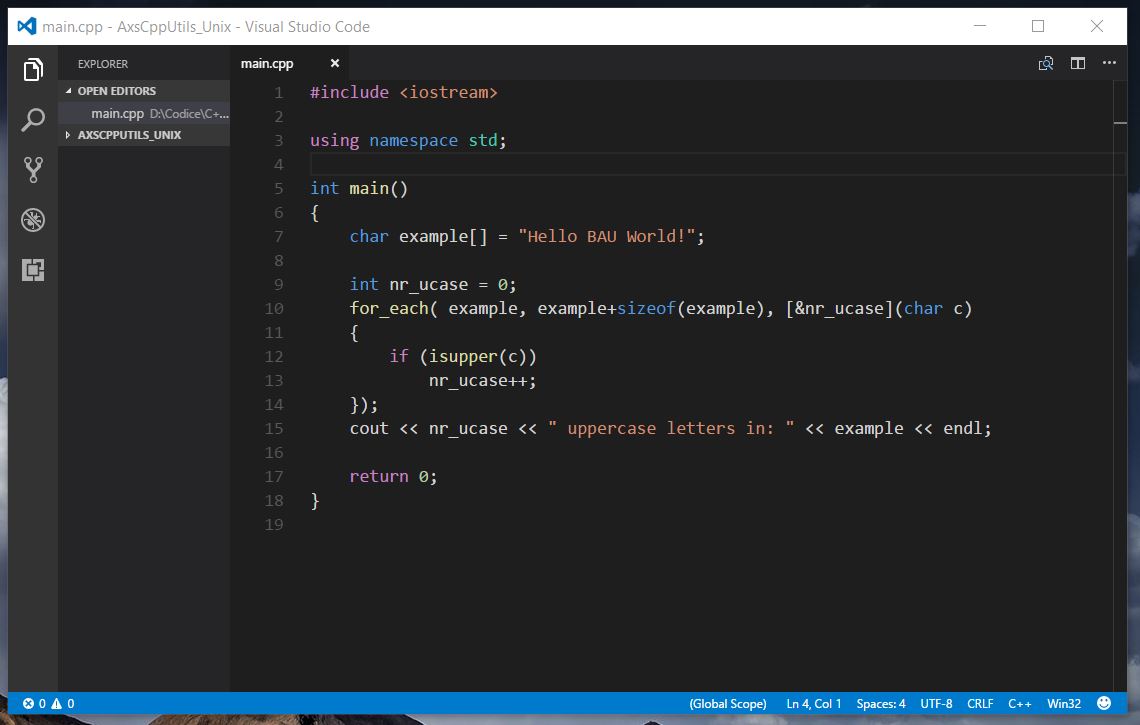 main.cpp - AxsCppUtils_Unix - Visual Studio Code
EXPLORER
OPEN EDITORS
main.cpp D:\Codice\C+...
AXSCPPUTILS_UNIX
main.cpp
1 #include <iostream>
2
3 using namespace std;
4
5 int main()
6 {
7 char example[] = "Hello BAU World!";
8
9 int nr_ucase = 0;
10 for_each( example, example+sizeof(example), [&nr_ucase](char c)
11 {
12 if (isupper(c))
13 nr_ucase++;
14 });
15 cout << nr_ucase << " uppercase letters in: " << example << endl;
16
17 return 0;
18 }
19
0 0 (Global Scope) Ln 4, Col 1 Spaces: 4 UTF-8 CRLF C++ Win32